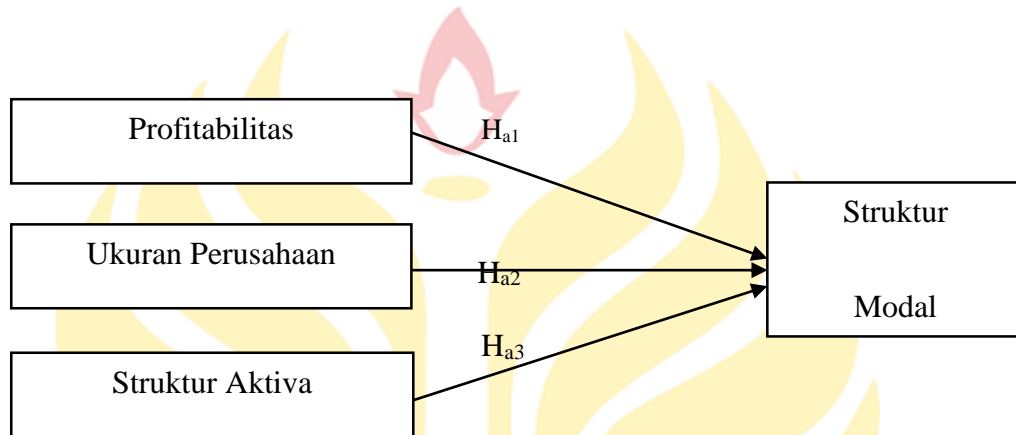 Profitabilitas
Ha1
Ukuran Perusahaan
Ha2
Struktur Aktiva
Ha3
Struktur
Modal